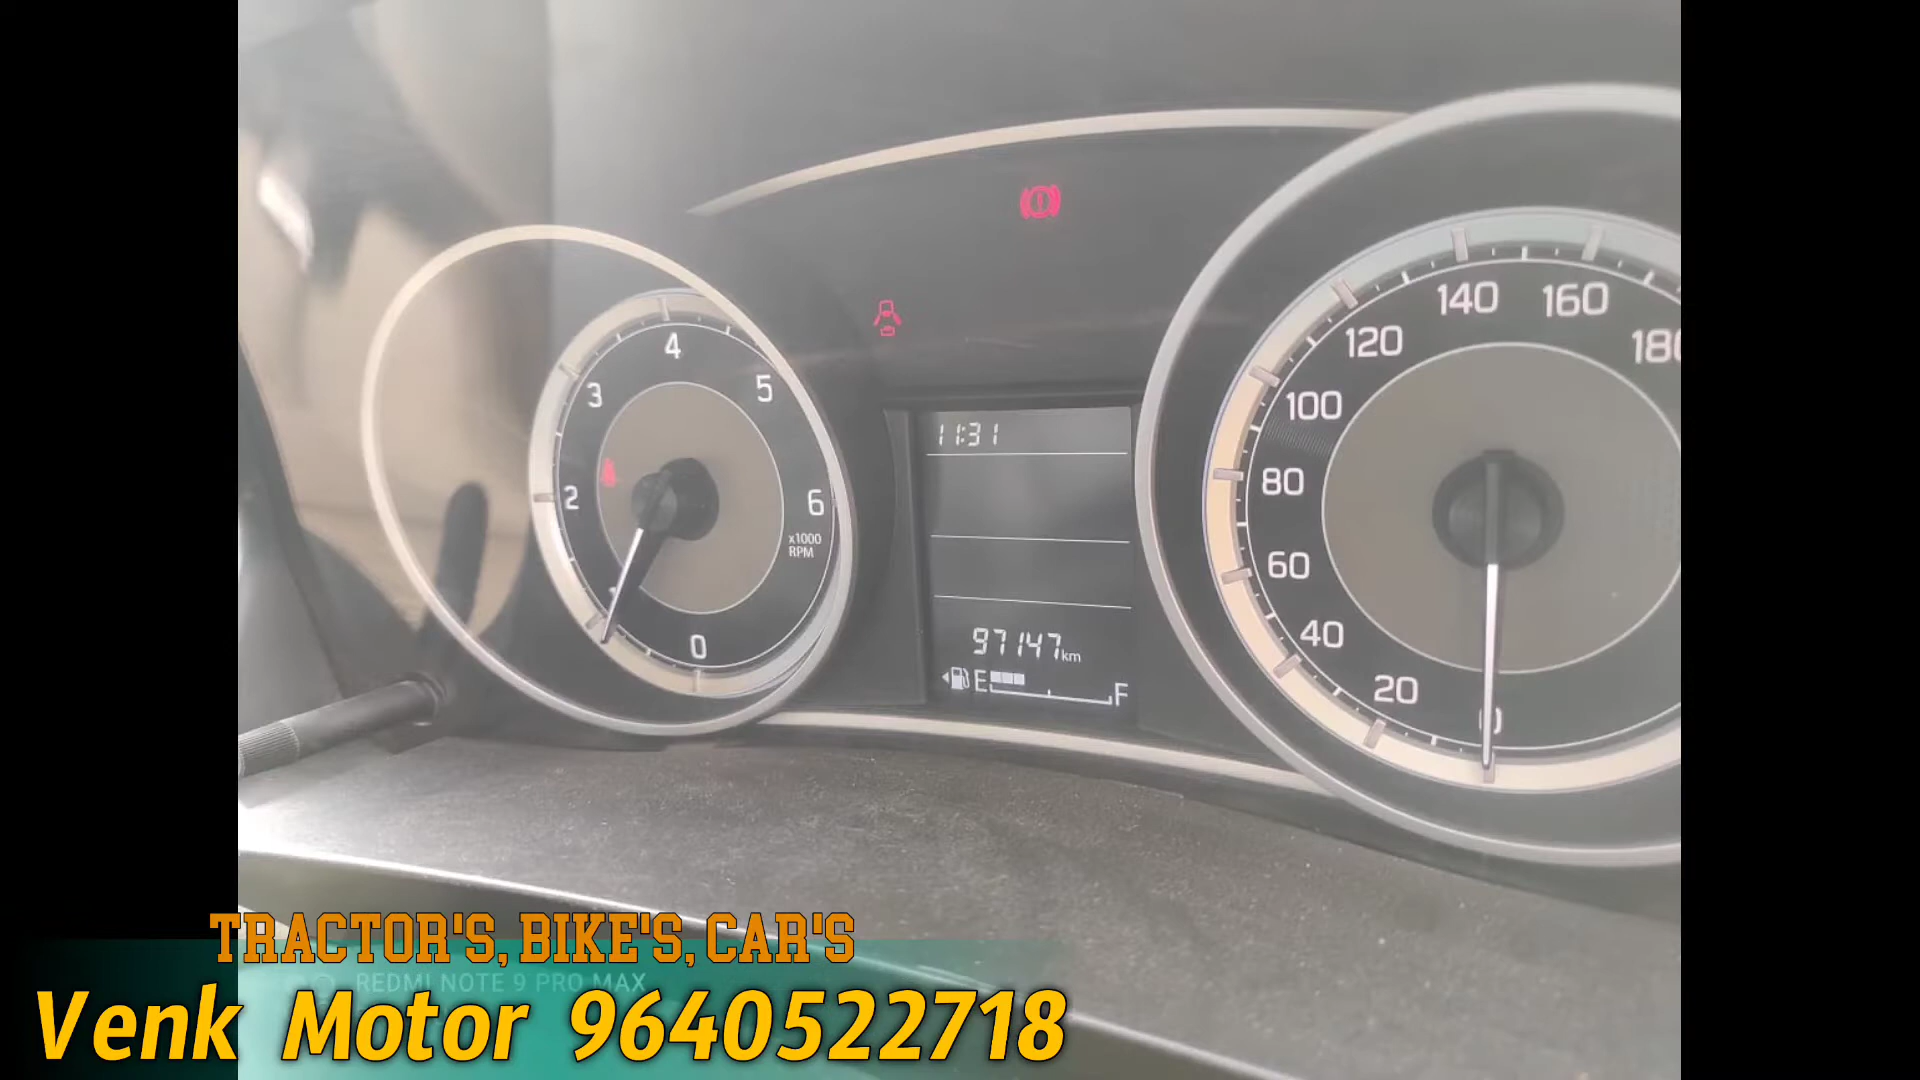 4
3
5
2
6
x1000
RPM
1
0
11:31
97147km
E
F
140
160
120
180
100
80
60
40
20
0
TRACTOR'S, BIKE'S, CAR'S
REDMI NOTE 9 PRO MAX
Venk Motor 9640522718